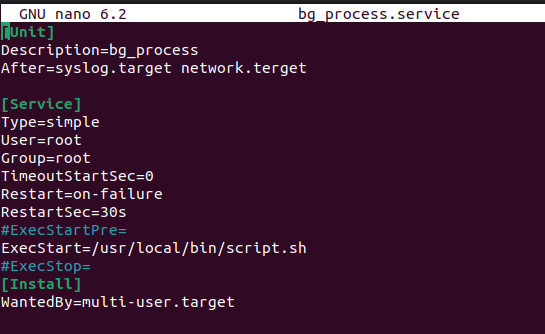 GNU nano 6.2 bg_process.service
[Unit]
Description=bg_process
After=syslog.target network.terget
[Service]
Type=simple
User=root
Group=root
TimeoutStartSec=0
Restart=on-failure
RestartSec=30s
#ExecStartPre=
ExecStart=/usr/local/bin/script.sh
#ExecStop=
[Install]
WantedBy=multi-user.target